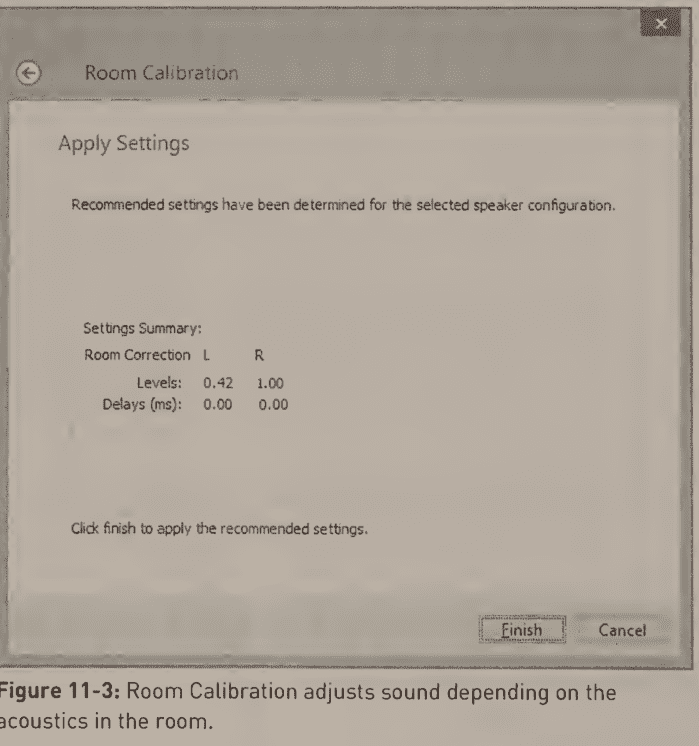 Room Calibration
Apply Settings
Recommended settings have been determined for the selected speaker configuration.
Settings Summary:
Room Correction L R
Levels: 0.42 1.00
Delays (ms): 0.00 0.00
Click finish to apply the recommended settings.
Finish Cancel
Figure 11-3: Room Calibration adjusts sound depending on the
acoustics in the room.